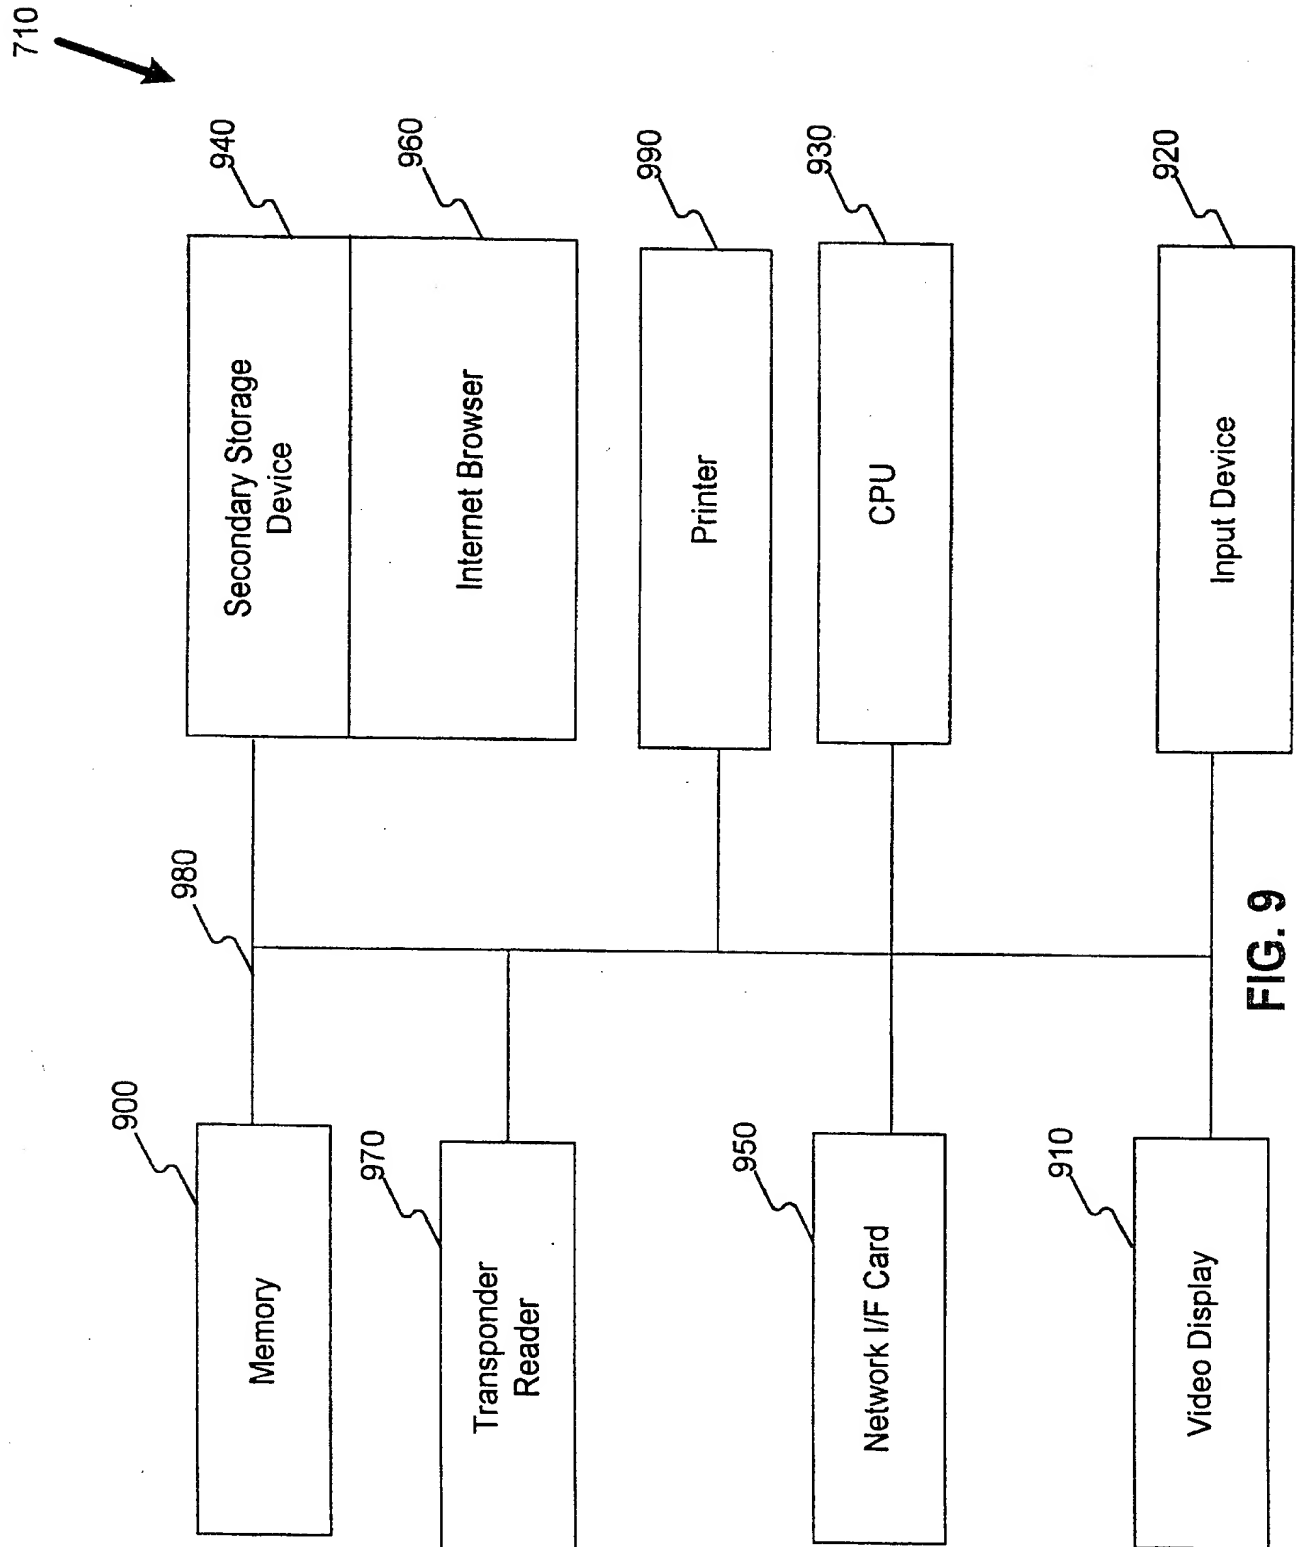 710
900
Memory
970
Transponder
Reader
950
Network I/F Card
910
Video Display
980
940
Secondary Storage
Device
960
Internet Browser
990
Printer
930
CPU
920
Input Device
FIG. 9